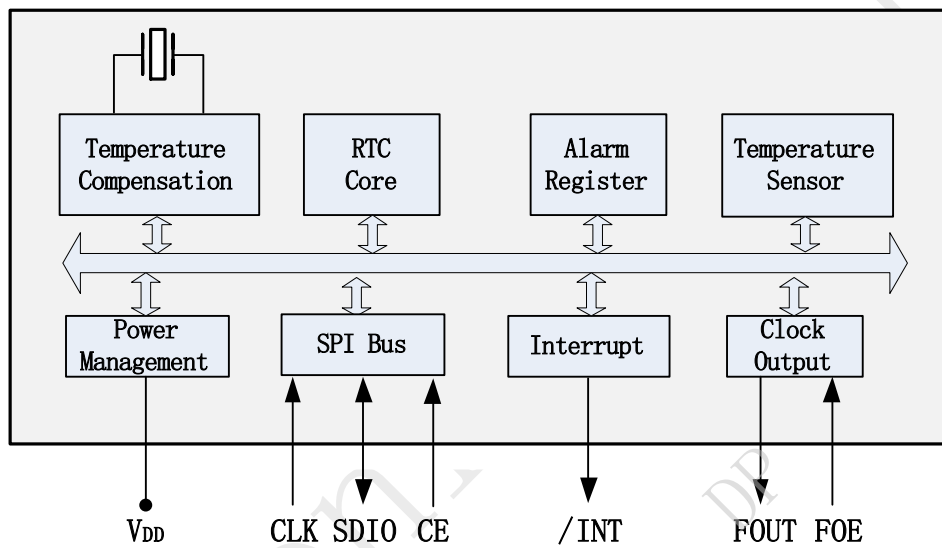 Temperature
Compensation
RTC
Core
Alarm
Register
Temperature
Sensor
Power
Management
SPI Bus
Interrupt
Clock
Output
VDD
CLK SDIO CE
/INT
FOUT FOE
DP